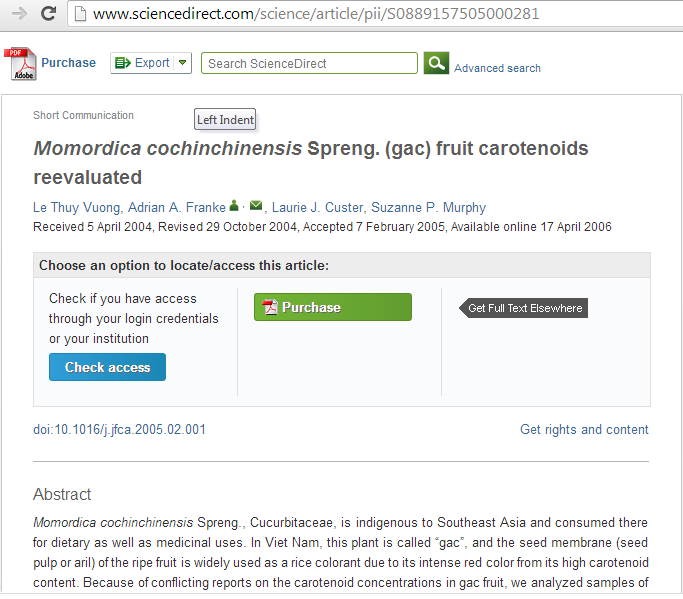 www.sciencedirect.com/science/article/pii/S0889157505000281
PDF
Adobe
Purchase
Export
Search ScienceDirect
Advanced search
Short Communication
Left Indent
Momordica cochinchinensis Spreng. (gac) fruit carotenoids
reevaluated
Le Thuy Vuong, Adrian A. Franke · , Laurie J. Custer, Suzanne P. Murphy
Received 5 April 2004, Revised 29 October 2004, Accepted 7 February 2005, Available online 17 April 2006
Choose an option to locate/access this article:
Check if you have access
through your login credentials
or your institution
Check access
Purchase
Get Full Text Elsewhere
doi:10.1016/j.jfca.2005.02.001
Get rights and content
Abstract
Momordica cochinchinensis Spreng., Cucurbitaceae, is indigenous to Southeast Asia and consumed there
for dietary as well as medicinal uses. In Viet Nam, this plant is called “gac”, and the seed membrane (seed
pulp or aril) of the ripe fruit is widely used as a rice colorant due to its intense red color from its high carotenoid
content. Because of conflicting reports on the carotenoid concentrations in gac fruit, we analyzed samples of